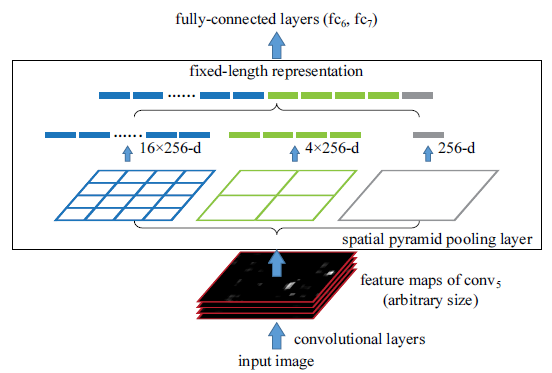 fully-connected layers (fc6, fc7)
fixed-length representation
......
...... 16×256-d 4×256-d 256-d
spatial pyramid pooling layer
feature maps of conv5
(arbitrary size)
convolutional layers
input image